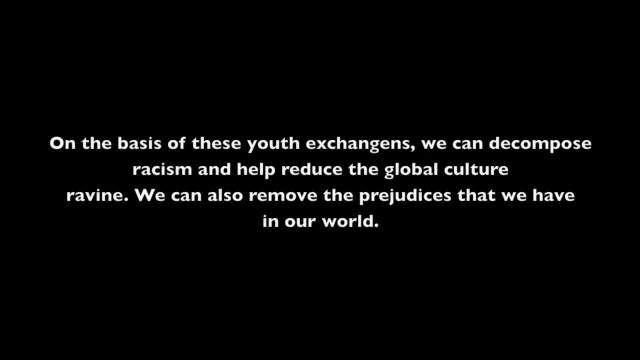 On the basis of these youth exchangens, we can decompose
racism and help reduce the global culture
ravine. We can also remove the prejudices that we have
in our world.